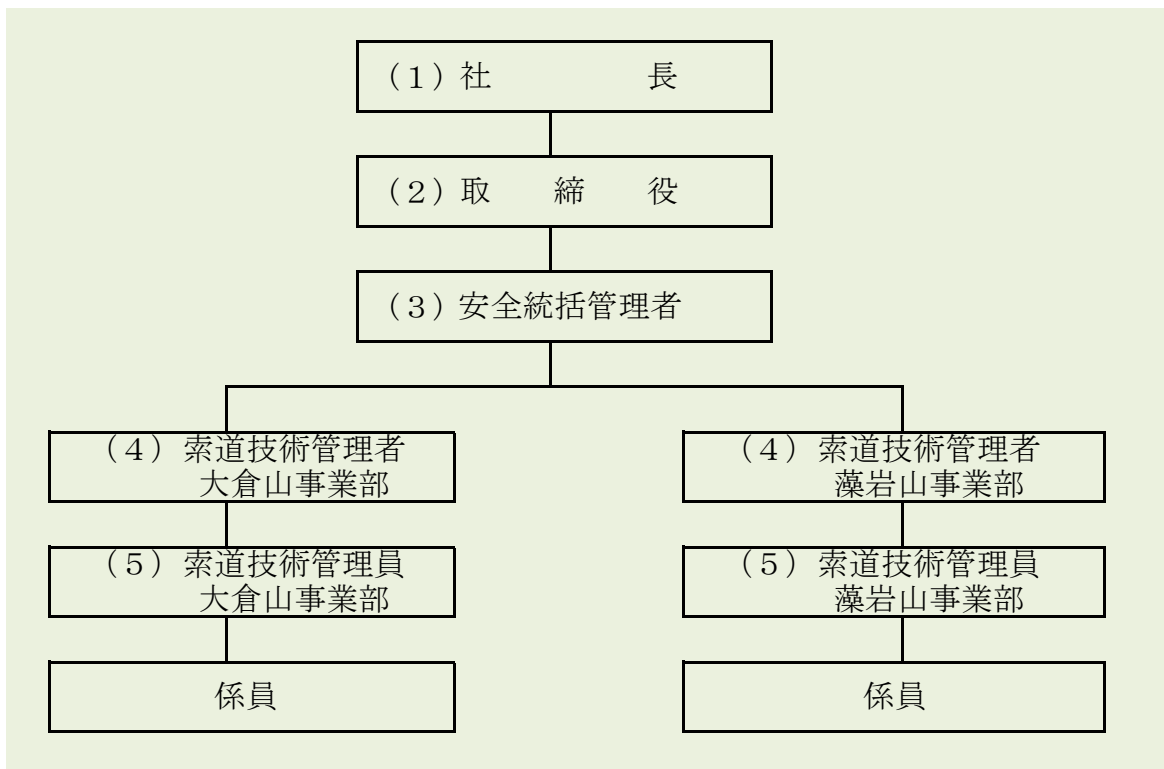 （１）社　　　　　長
（２）取　　締　　役
（３）安全統括管理者
（４）索道技術管理者
大倉山事業部
（４）索道技術管理者
藻岩山事業部
（５）索道技術管理員
大倉山事業部
（５）索道技術管理員
藻岩山事業部
係員
係員